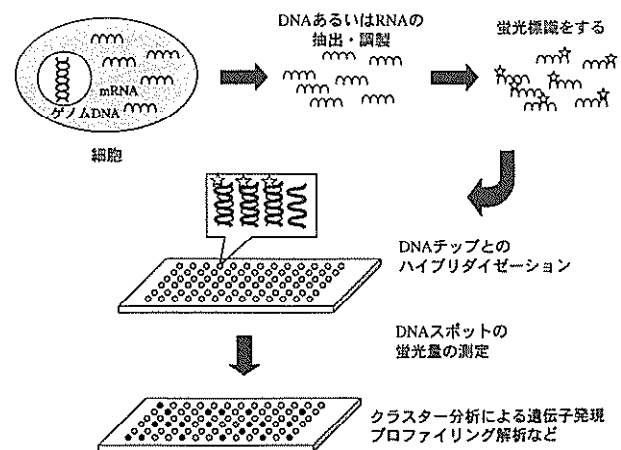 DNAあるいはRNAの
抽出・調製
蛍光標識をする
mRNA
ゲノムDNA
細胞
DNAチップとの
ハイブリダイゼーション
DNAスポットの
蛍光量の測定
クラスター分析による遺伝子発現
プロファイリング解析など